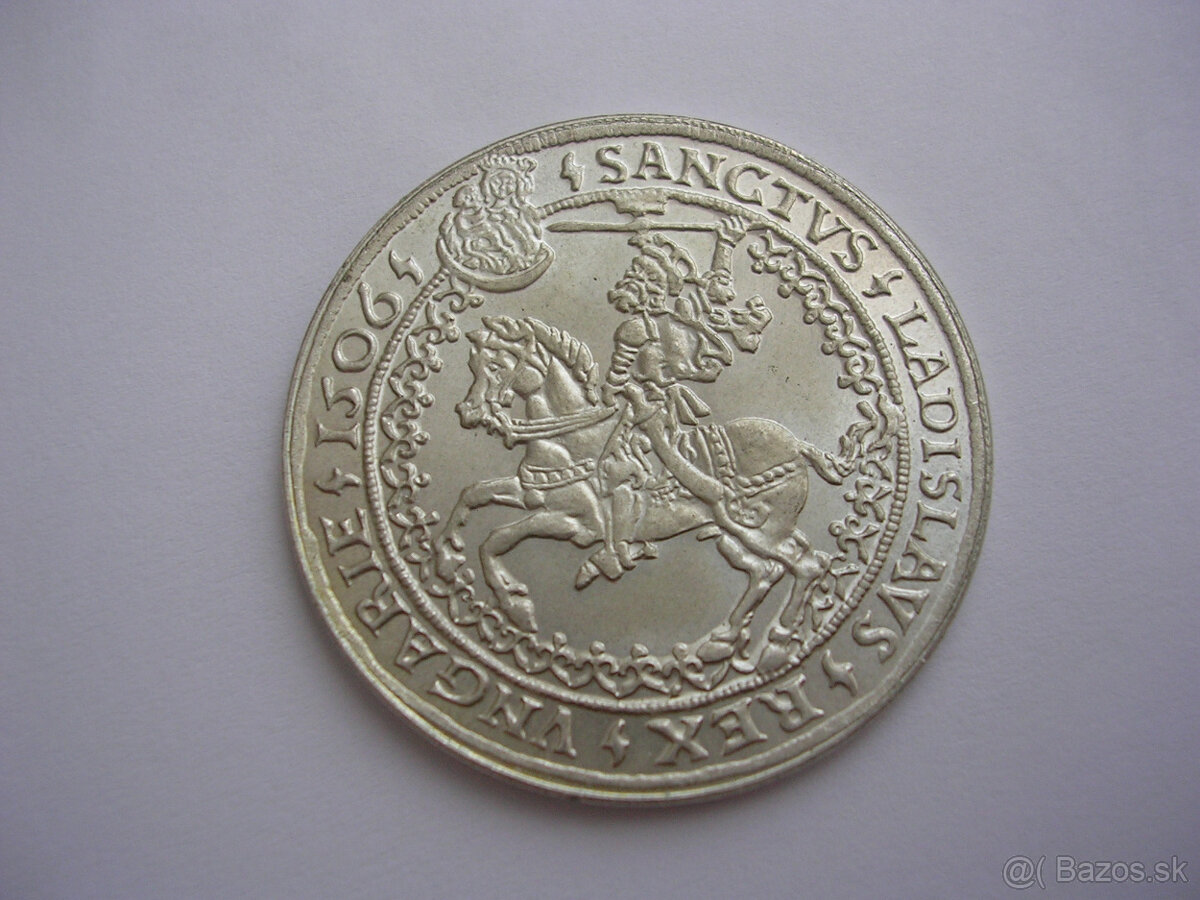 SANCTVS LADISLAVS REX VNGARIE 1506
@( Bazos.sk